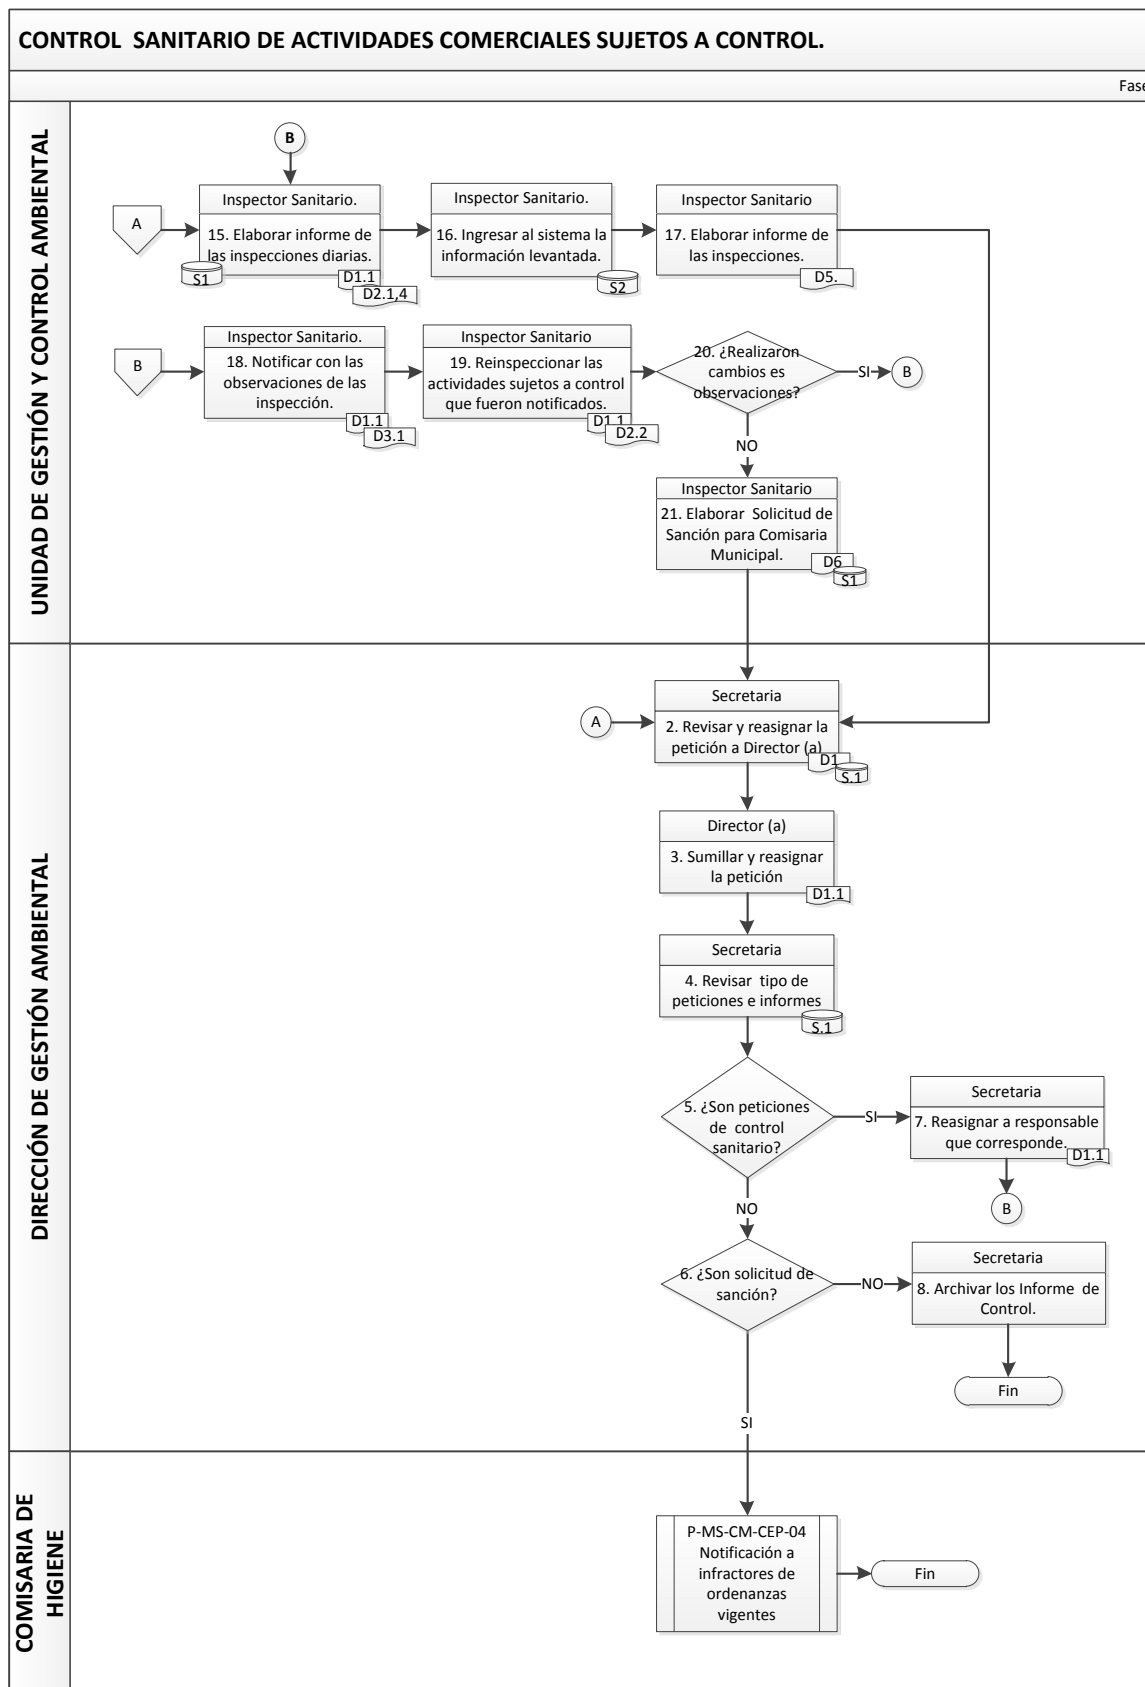 CONTROL  SANITARIO DE ACTIVIDADES COMERCIALES SUJETOS A CONTROL.
Fase
UNIDAD DE GESTIÓN Y CONTROL AMBIENTAL
B
A
Inspector Sanitario.
15. Elaborar informe de
las inspecciones diarias.
S1
D1.1
D2.1,4
Inspector Sanitario.
16. Ingresar al sistema la
información levantada.
S2
Inspector Sanitario
17. Elaborar informe de
las inspecciones.
D5.
B
Inspector Sanitario.
18. Notificar con las
observaciones de las
inspección.
D1.1
D3.1
Inspector Sanitario
19. Reinspeccionar las
actividades sujetos a control
que fueron notificados.
D1.1
D2.2
20. ¿Realizaron
cambios es
observaciones?
SI
B
NO
Inspector Sanitario
21. Elaborar  Solicitud de
Sanción para Comisaria
Municipal.
D6
S1
DIRECCIÓN DE GESTIÓN AMBIENTAL
A
Secretaria
2. Revisar y reasignar la
petición a Director (a)
D1
S.1
Director (a)
3. Sumillar y reasignar
la petición
D1.1
Secretaria
4. Revisar  tipo de
peticiones e informes
S.1
5. ¿Son peticiones
de  control
sanitario?
SI
Secretaria
7. Reasignar a responsable
que corresponde.
D1.1
B
NO
6. ¿Son solicitud de
sanción?
NO
Secretaria
8. Archivar los Informe  de
Control.
Fin
SI
COMISARIA DE
HIGIENE
P-MS-CM-CEP-04
Notificación a
infractores de
ordenanzas
vigentes
Fin